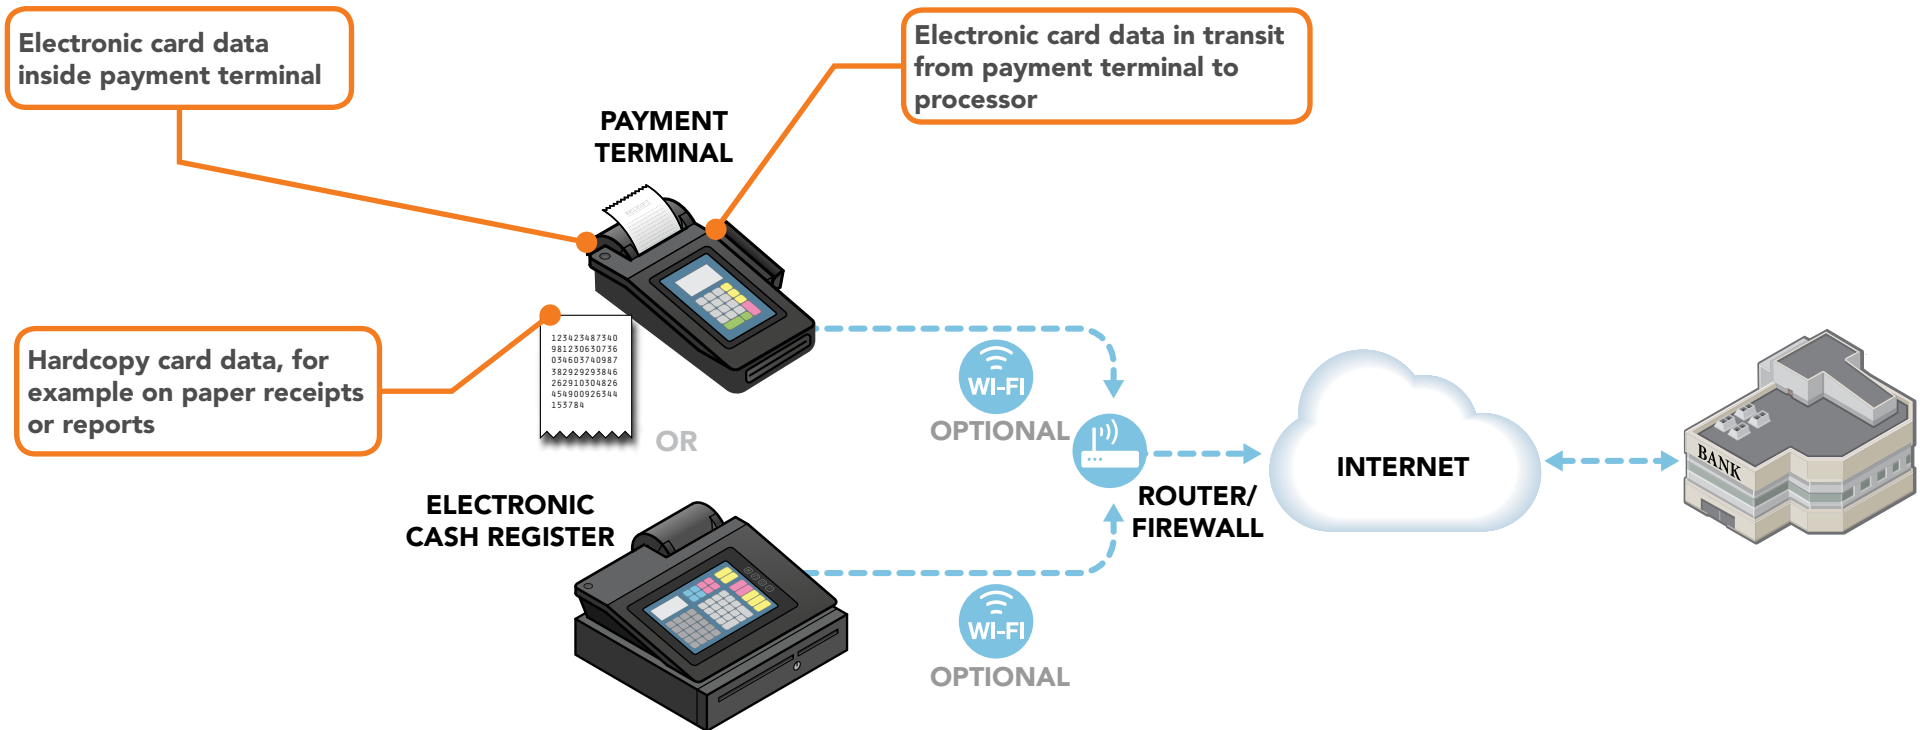 Electronic card data
inside payment terminal
Electronic card data in transit
from payment terminal to
processor
PAYMENT
TERMINAL
RECEIPT
Hardcopy card data, for
example on paper receipts
or reports
123423487340
981230630736
034603740987
382929293846
262910304826
454900926344
153784
OR
WI-FI
OPTIONAL
ELECTRONIC
CASH REGISTER
WI-FI
OPTIONAL
ROUTER/
FIREWALL
INTERNET
BANK